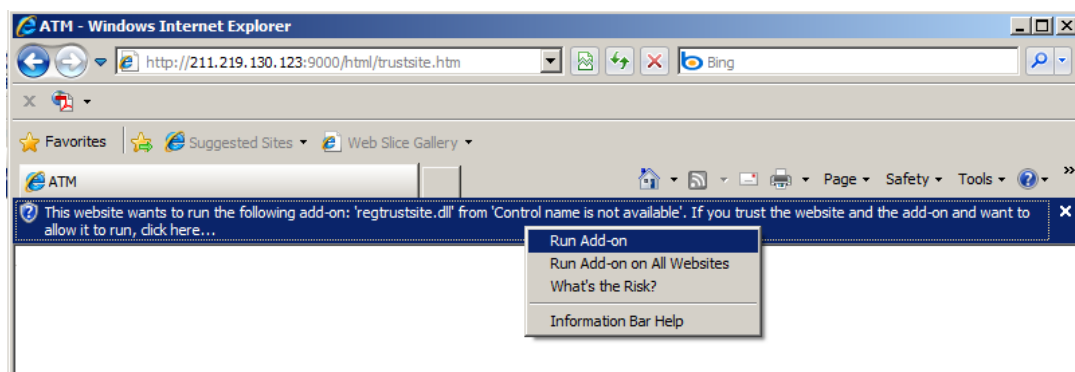 ATM - Windows Internet Explorer
http://211.219.130.123:9000/html/trustsite.htm
Bing
Favorites
Suggested Sites
Web Slice Gallery
ATM
Page
Safety
Tools
This website wants to run the following add-on: 'regtrustsite.dll' from 'Control name is not available'. If you trust the website and the add-on and want to
allow it to run, click here...
Run Add-on
Run Add-on on All Websites
What's the Risk?
Information Bar Help